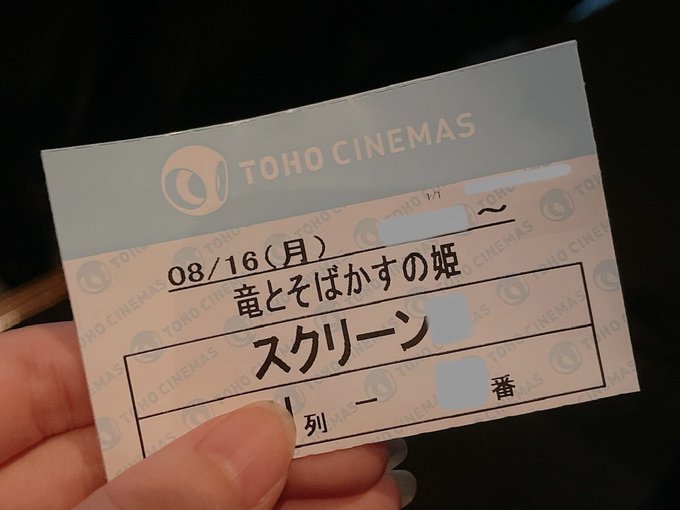 TOHO CINEMAS
1/1
08/16(月) ～
竜とそばかすの姫
スクリーン
列 － 番